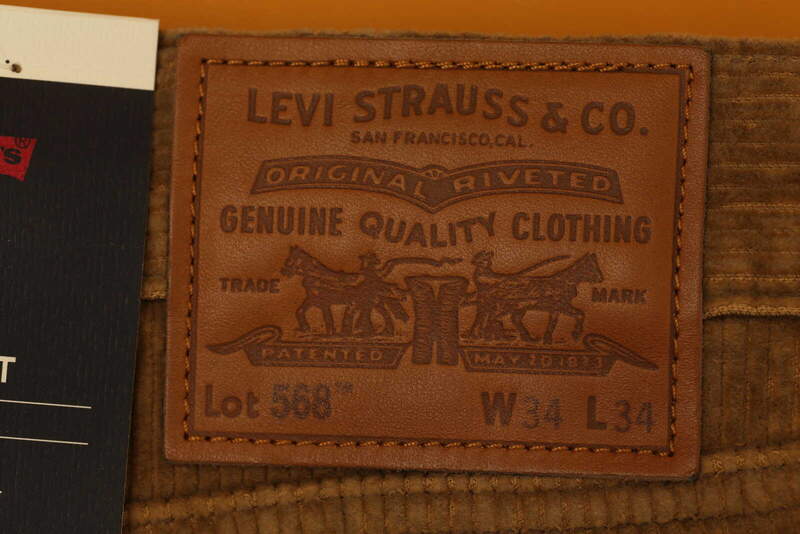 LEVI STRAUSS & CO.
SAN FRANCISCO, CAL.
ORIGINAL RIVETED
GENUINE QUALITY CLOTHING
TRADE MARK
PATENTED MAY 20 1873
Lot 568™ W34 L34
®
T